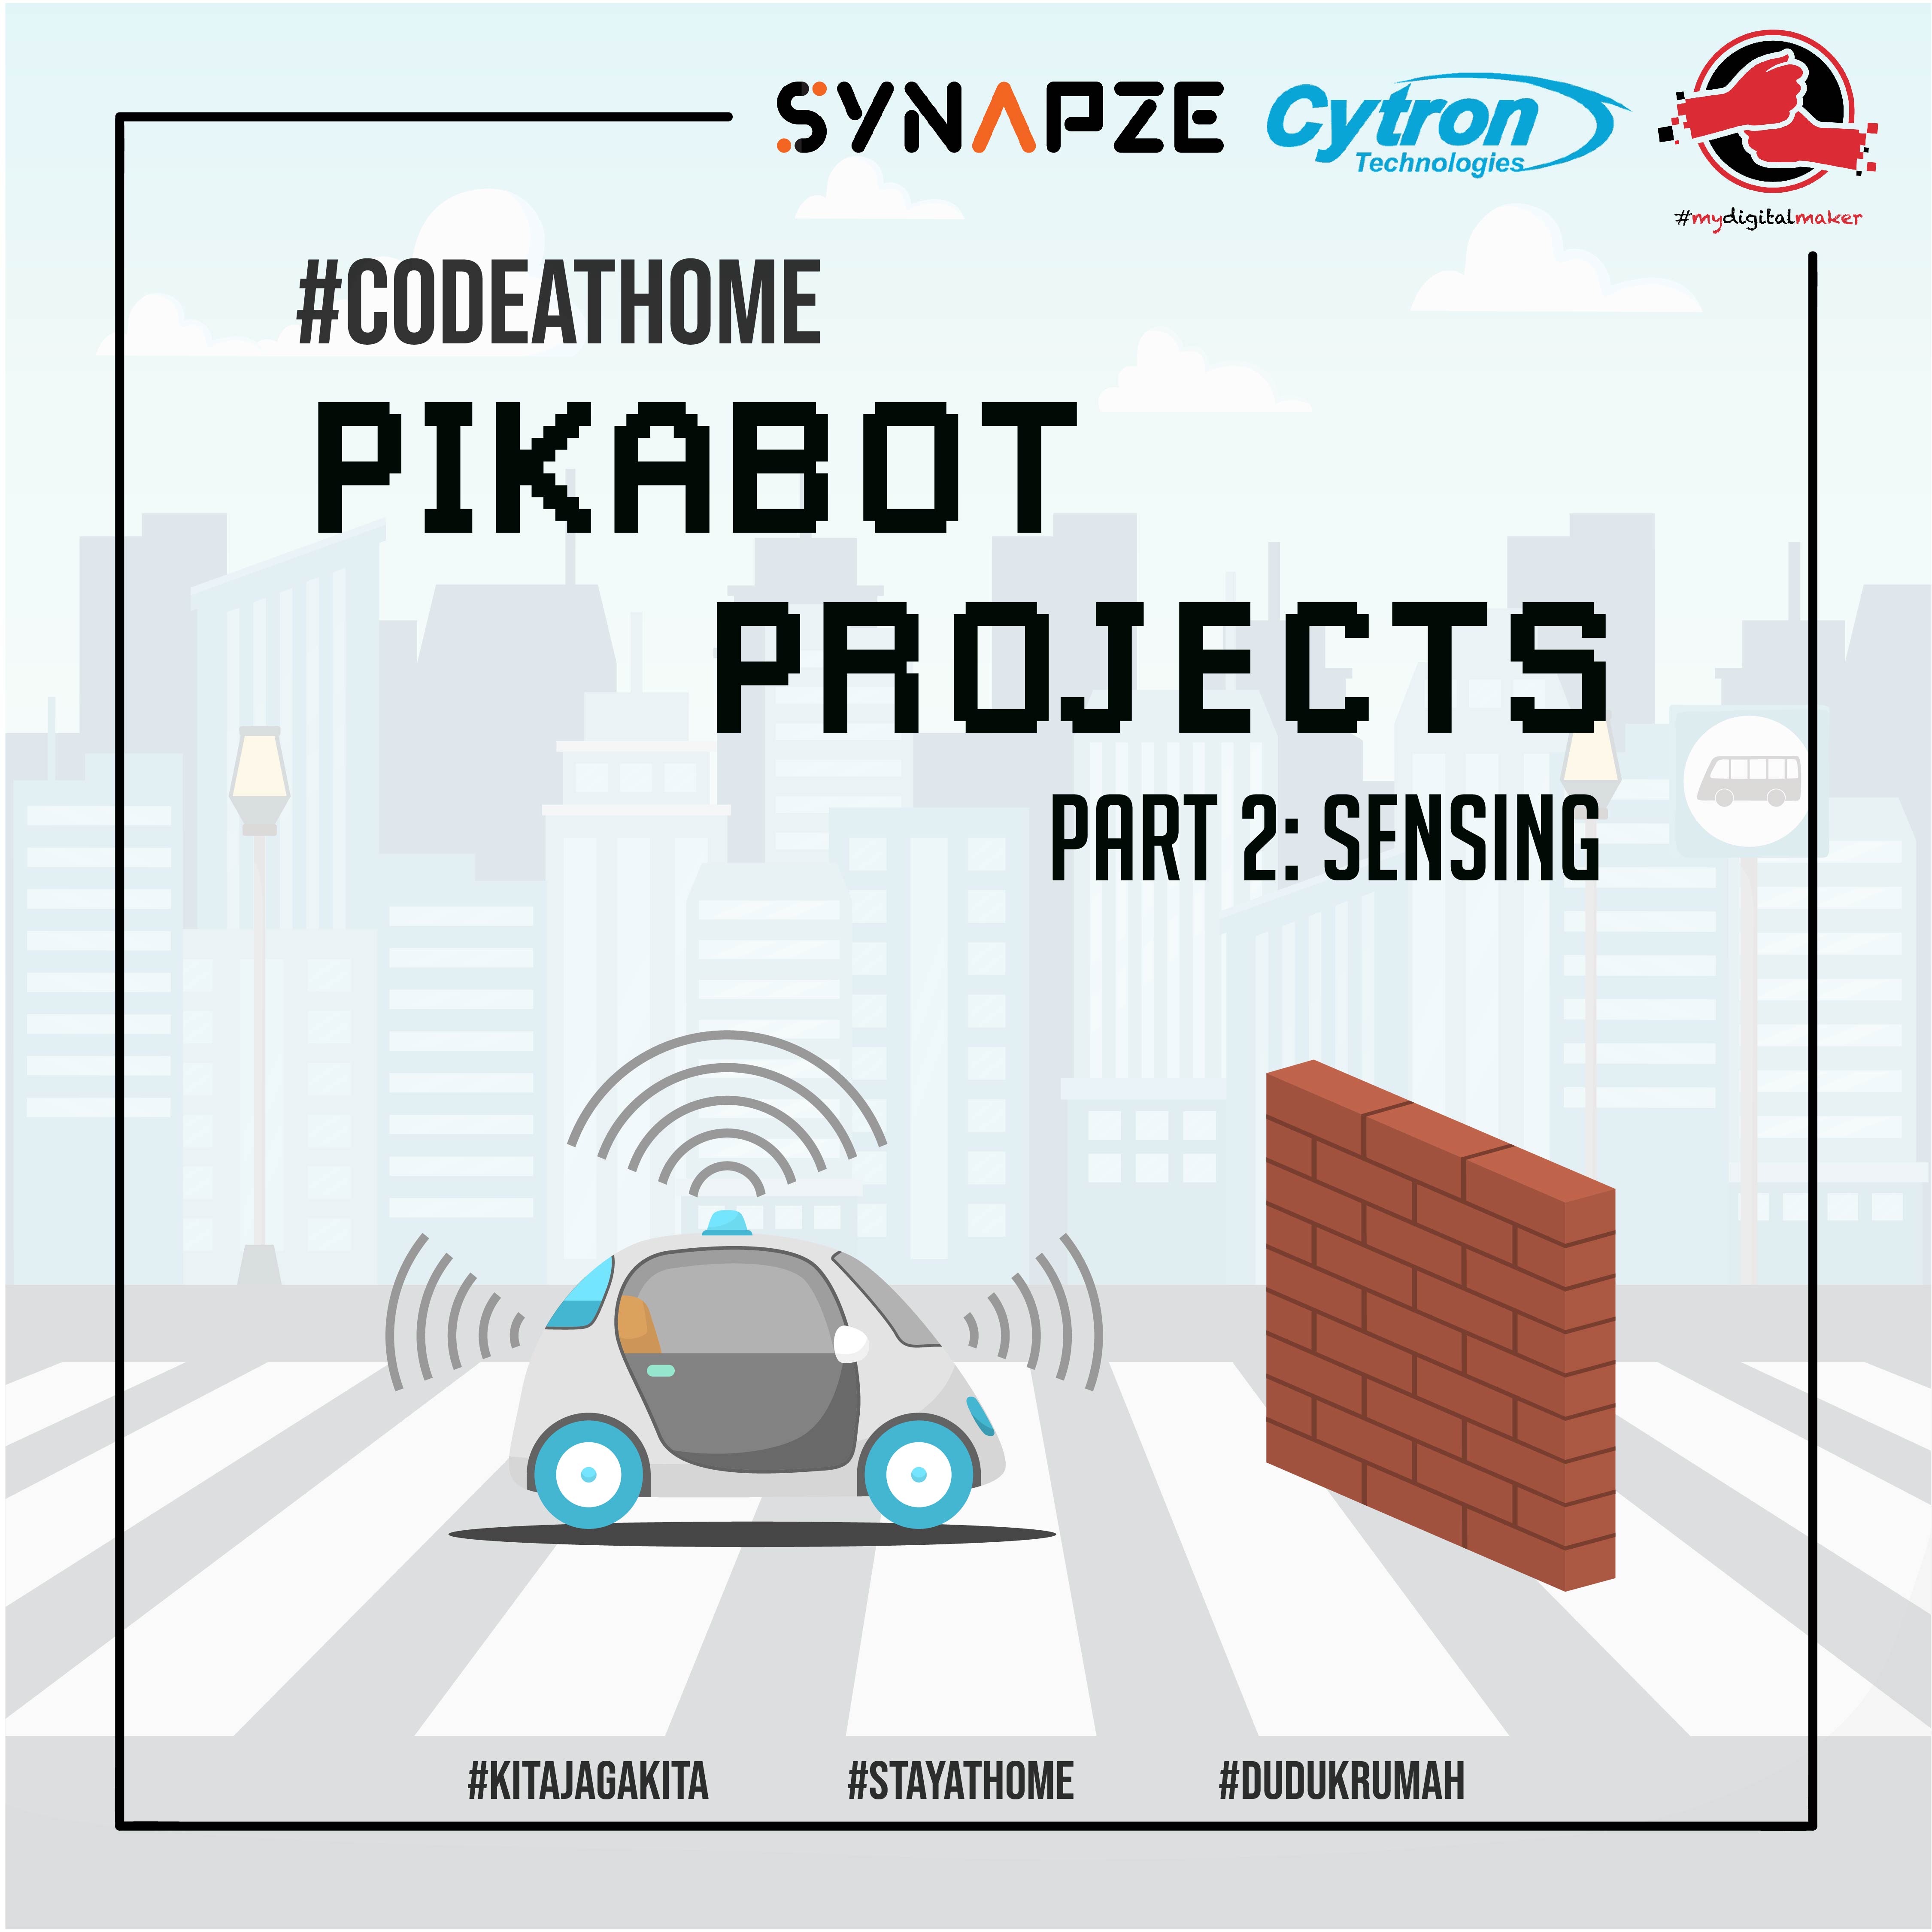 SYNAPZE
Cytron
Technologies
#mydigitalmaker
#CODEATHOME
PIKABOT
PROJECTS
PART 2: SENSING
#KITAJAGAKITA #STAYATHOME #DUDUKRUMAH